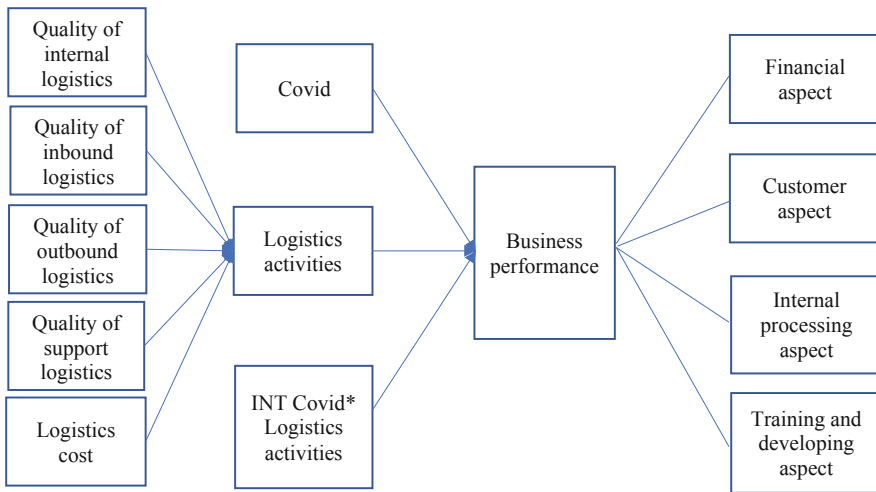 Quality of
internal
logistics
Quality of
inbound
logistics
Quality of
outbound
logistics
Quality of
support
logistics
Logistics
cost
Covid
Logistics
activities
INT Covid*
Logistics
activities
Business
performance
Financial
aspect
Customer
aspect
Internal
processing
aspect
Training and
developing
aspect